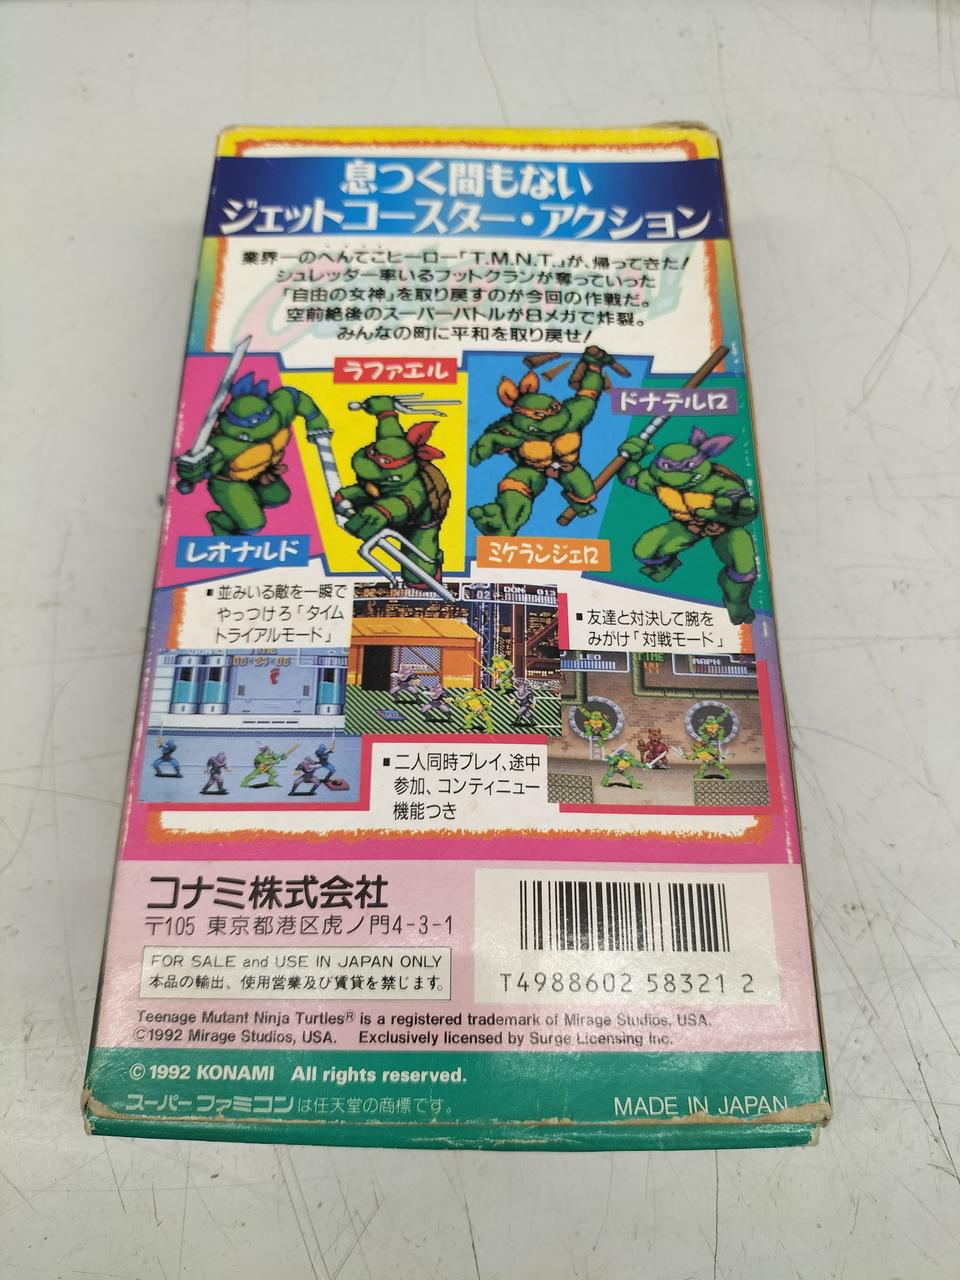 息つく間もない
ジェットコースター・アクション
業界一のへんてこヒーロー「T.M.N.T.」が、帰ってきた!
シュレッダー率いるフットクランが奪っていった
「自由の女神」を取り戻すのが今回の作戦だ。
空前絶後のスーパーバトルが8メガで炸裂。
みんなの町に平和を取り戻せ!
ラファエル
ドナテルロ
レオナルド
ミケランジェロ
■並みいる敵を一瞬で
やっつけろ「タイム
トライアルモード」
■友達と対決して腕を
みがけ「対戦モード」
DON 013
TIME
00:24:06
LEO
TIME
RAPH
■二人同時プレイ、途中
参加、コンティニュー
機能つき
コナミ株式会社
〒105 東京都港区虎ノ門4-3-1
FOR SALE and USE IN JAPAN ONLY
本品の輸出、使用営業及び賃貸を禁じます。
T4988602 58321 2
Teenage Mutant Ninja Turtles® is a registered trademark of Mirage Studios, USA.
©1992 Mirage Studios, USA. Exclusively licensed by Surge Licensing Inc.
©1992 KONAMI All rights reserved.
スーパーファミコンは任天堂の商標です。
MADE IN JAPAN